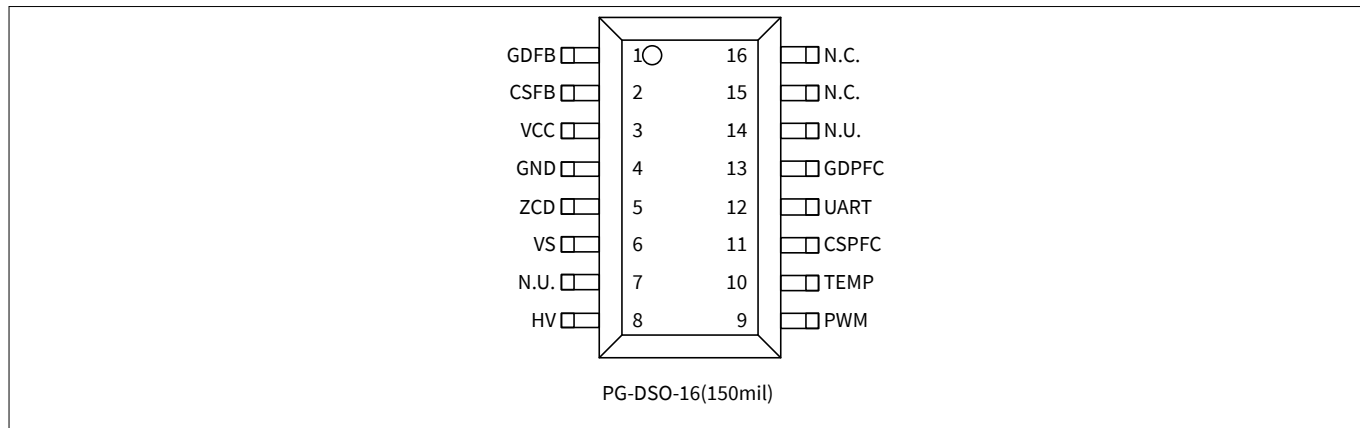 GDFB 1 16 N.C.
CSFB 2 15 N.C.
VCC 3 14 N.U.
GND 4 13 GDPFC
ZCD 5 12 UART
VS 6 11 CSPFC
N.U. 7 10 TEMP
HV 8 9 PWM
PG-DSO-16(150mil)